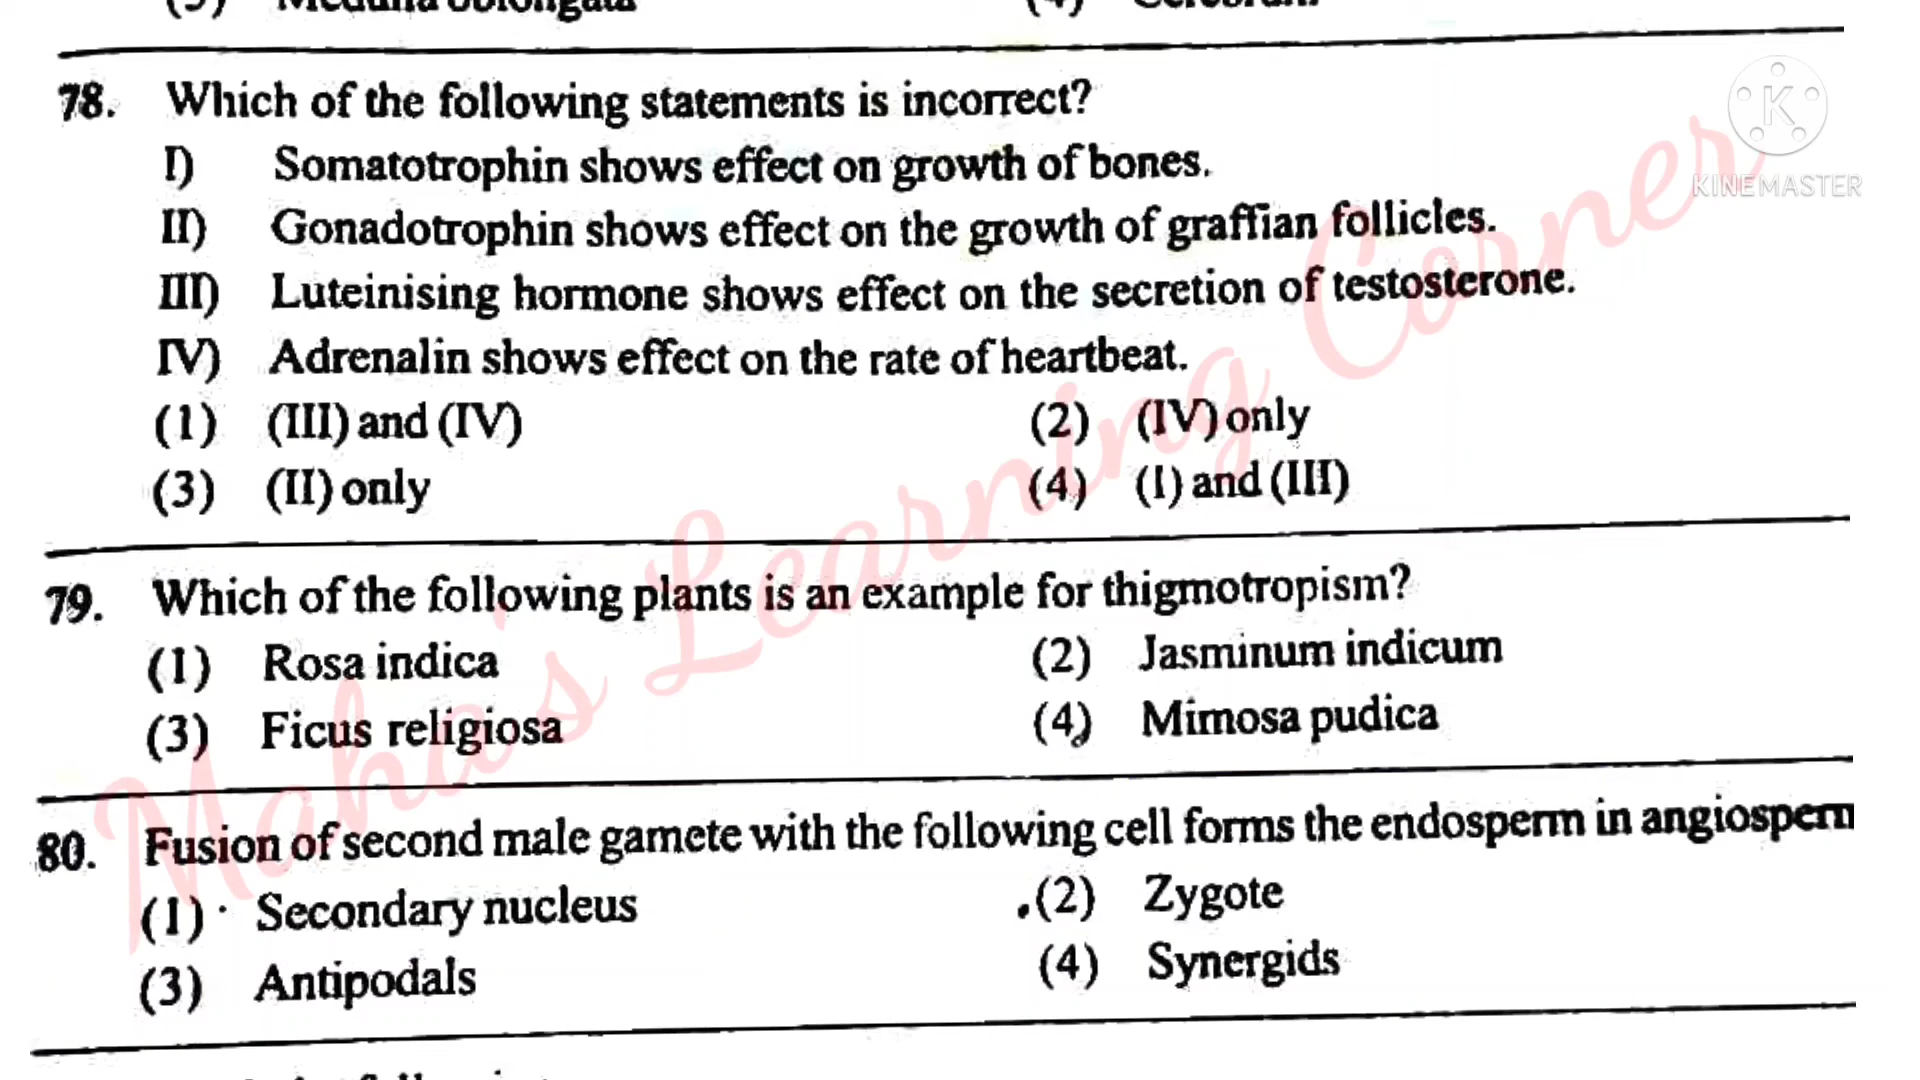 78. Which of the following statements is incorrect?
I) Somatotrophin shows effect on growth of bones.
II) Gonadotrophin shows effect on the growth of graffian follicles.
III) Luteinising hormone shows effect on the secretion of testosterone.
IV) Adrenalin shows effect on the rate of heartbeat.
(1) (III) and (IV) (2) (IV) only
(3) (II) only (4) (I) and (III)
79. Which of the following plants is an example for thigmotropism?
(1) Rosa indica (2) Jasminum indicum
(3) Ficus religiosa (4) Mimosa pudica
80. Fusion of second male gamete with the following cell forms the endosperm in angiosperm
(1) Secondary nucleus (2) Zygote
(3) Antipodals (4) Synergids
Maha's Learning Corner
K
KINEMASTER